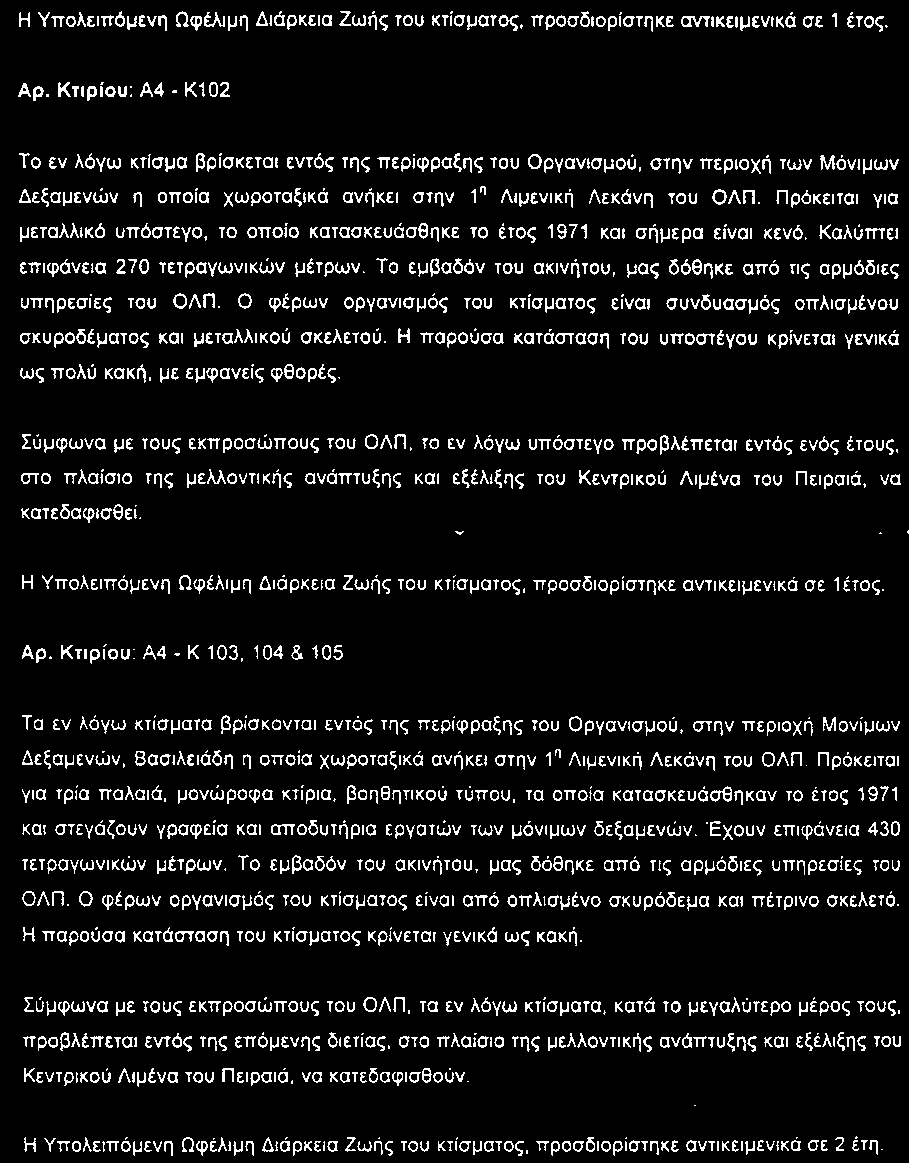 Η Υπολειπόμενη Ωφέλιμη Διάρκεια Ζωής του κτίσματος, προσδιορίστηκε αντικειμενικά σε 1 έτος.
Αρ. Κτιρίου: Α4 - Κ102
Το εν λόγω κτίσμα βρίσκεται εντός της περίφραξης του Οργανισμού, στην περιοχή των Μόνιμων
Δεξαμενών η οποία χωροταξικά ανήκει στην 1η Λιμενική Λεκάνη του ΟΛΠ. Πρόκειται για
μεταλλικό υπόστεγο, το οποίο κατασκευάσθηκε το έτος 1971 και σήμερα είναι κενό. Καλύπτει
επιφάνεια 270 τετραγωνικών μέτρων. Το εμβαδόν του ακινήτου, μας δόθηκε από τις αρμόδιες
υπηρεσίες του ΟΛΠ. Ο φέρων οργανισμός του κτίσματος είναι συνδυασμός οπλισμένου
σκυροδέματος και μεταλλικού σκελετού. Η παρούσα κατάσταση του υποστέγου κρίνεται γενικά
ως πολύ κακή, με εμφανείς φθορές.
Σύμφωνα με τους εκπροσώπους του ΟΛΠ, το εν λόγω υπόστεγο προβλέπεται εντός ενός έτους,
στο πλαίσιο της μελλοντικής ανάπτυξης και εξέλιξης του Κεντρικού Λιμένα του Πειραιά, να
κατεδαφισθεί.
Η Υπολειπόμενη Ωφέλιμη Διάρκεια Ζωής του κτίσματος, προσδιορίστηκε αντικειμενικά σε 1έτος.
Αρ. Κτιρίου: Α4 - Κ 103, 104 & 105
Τα εν λόγω κτίσματα βρίσκονται εντός της περίφραξης του Οργανισμού, στην περιοχή Μονίμων
Δεξαμενών, Βασιλειάδη η οποία χωροταξικά ανήκει στην 1η Λιμενική Λεκάνη του ΟΛΠ. Πρόκειται
για τρία παλαιά, μονώροφα κτίρια, βοηθητικού τύπου, τα οποία κατασκευάσθηκαν το έτος 1971
και στεγάζουν γραφεία και αποδυτήρια εργατών των μόνιμων δεξαμενών. Έχουν επιφάνεια 430
τετραγωνικών μέτρων. Το εμβαδόν του ακινήτου, μας δόθηκε από τις αρμόδιες υπηρεσίες του
ΟΛΠ. Ο φέρων οργανισμός του κτίσματος είναι από οπλισμένο σκυρόδεμα και πέτρινο σκελετό.
Η παρούσα κατάσταση του κτίσματος κρίνεται γενικά ως κακή.
Σύμφωνα με τους εκπροσώπους του ΟΛΠ, τα εν λόγω κτίσματα, κατά το μεγαλύτερο μέρος τους,
προβλέπεται εντός της επόμενης διετίας, στο πλαίσιο της μελλοντικής ανάπτυξης και εξέλιξης του
Κεντρικού Λιμένα του Πειραιά, να κατεδαφισθούν.
Η Υπολειπόμενη Ωφέλιμη Διάρκεια Ζωής του κτίσματος, προσδιορίστηκε αντικειμενικά σε 2 έτη.